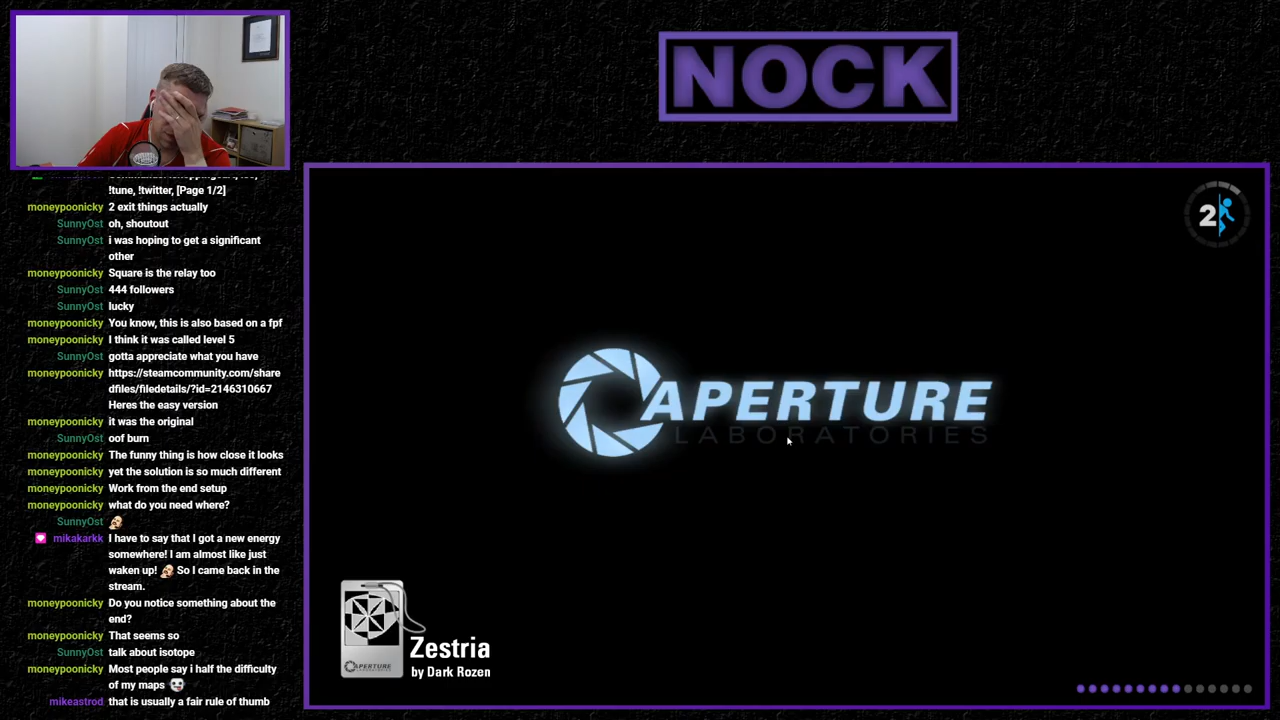 NOCK
!tune, !twitter, [Page 1/2]
moneypoonicky 2 exit things actually
SunnyOst oh, shoutout
SunnyOst i was hoping to get a significant
other
moneypoonicky Square is the relay too
SunnyOst 444 followers
SunnyOst lucky
moneypoonicky You know, this is also based on a fpf
moneypoonicky I think it was called level 5
SunnyOst gotta appreciate what you have
moneypoonicky https://steamcommunity.com/share
dfiles/filedetails/?id=2146310667
Heres the easy version
moneypoonicky it was the original
SunnyOst oof burn
moneypoonicky The funny thing is how close it looks
moneypoonicky yet the solution is so much different
moneypoonicky Work from the end setup
moneypoonicky what do you need where?
SunnyOst
mikakarkk I have to say that I got a new energy
somewhere! I am almost like just
waken up! So I came back in the
stream.
moneypoonicky Do you notice something about the
end?
moneypoonicky That seems so
SunnyOst talk about isotope
moneypoonicky Most people say i half the difficulty
of my maps
mikeastrod that is usually a fair rule of thumb
2
APERTURE
LABORATORIES
APERTURE
Zestria
by Dark Rozen